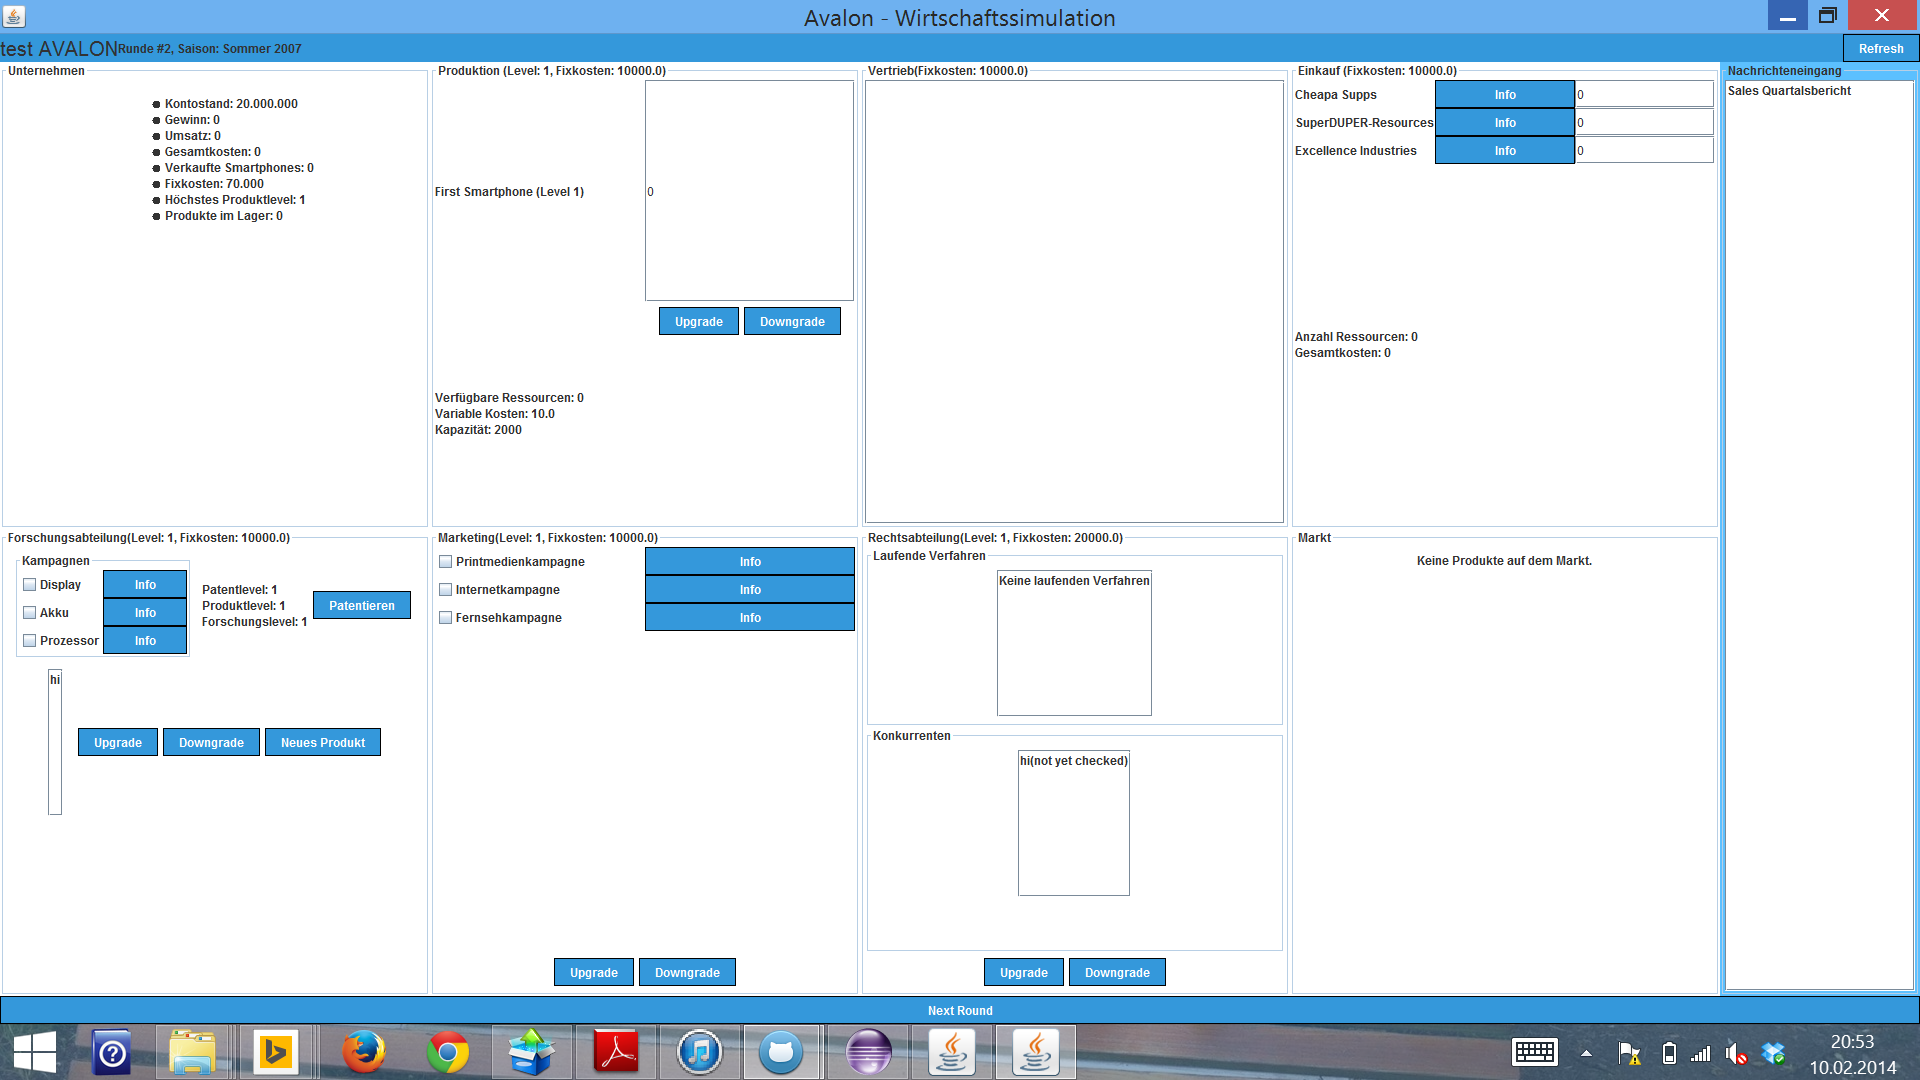 Avalon - Wirtschaftssimulation
test AVALON Runde #2, Saison: Sommer 2007
Refresh
Unternehmen
Kontostand: 20.000.000
Gewinn: 0
Umsatz: 0
Gesamtkosten: 0
Verkaufte Smartphones: 0
Fixkosten: 70.000
Höchstes Produktlevel: 1
Produkte im Lager: 0
Produktion (Level: 1, Fixkosten: 10000.0)
First Smartphone (Level 1) 0
Upgrade Downgrade
Verfügbare Ressourcen: 0
Variable Kosten: 10.0
Kapazität: 2000
Vertrieb(Fixkosten: 10000.0)
Einkauf (Fixkosten: 10000.0)
Cheapa Supps Info 0
SuperDUPER-Resources Info 0
Excellence Industries Info 0
Anzahl Ressourcen: 0
Gesamtkosten: 0
Nachrichteneingang
Sales Quartalsbericht
Forschungsabteilung(Level: 1, Fixkosten: 10000.0)
Kampagnen
Display Info
Akku Info
Prozessor Info
Patentlevel: 1
Produktlevel: 1
Forschungslevel: 1
Patentieren
hi
Upgrade Downgrade Neues Produkt
Marketing(Level: 1, Fixkosten: 10000.0)
Printmedienkampagne Info
Internetkampagne Info
Fernsehkampagne Info
Upgrade Downgrade
Rechtsabteilung(Level: 1, Fixkosten: 20000.0)
Laufende Verfahren
Keine laufenden Verfahren
Konkurrenten
hi(not yet checked)
Upgrade Downgrade
Markt
Keine Produkte auf dem Markt.
Next Round
20:53
10.02.2014